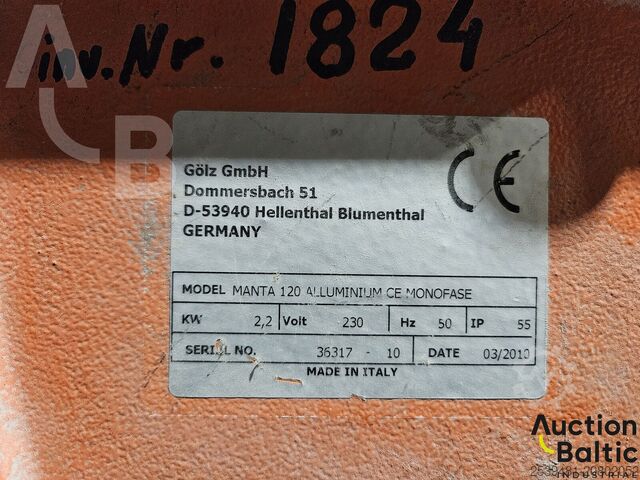 inv.Nr. 1824
A
B
Gölz GmbH
Dommersbach 51
D-53940 Hellenthal Blumenthal
GERMANY
CE
MODEL MANTA 120 ALLUMINIUM CE MONOFASE
KW 2,2 Volt 230 Hz 50 IP 55
SERIAL NO. 36317 - 10 DATE 03/2010
MADE IN ITALY
Auction
Baltic
INDUSTRIAL